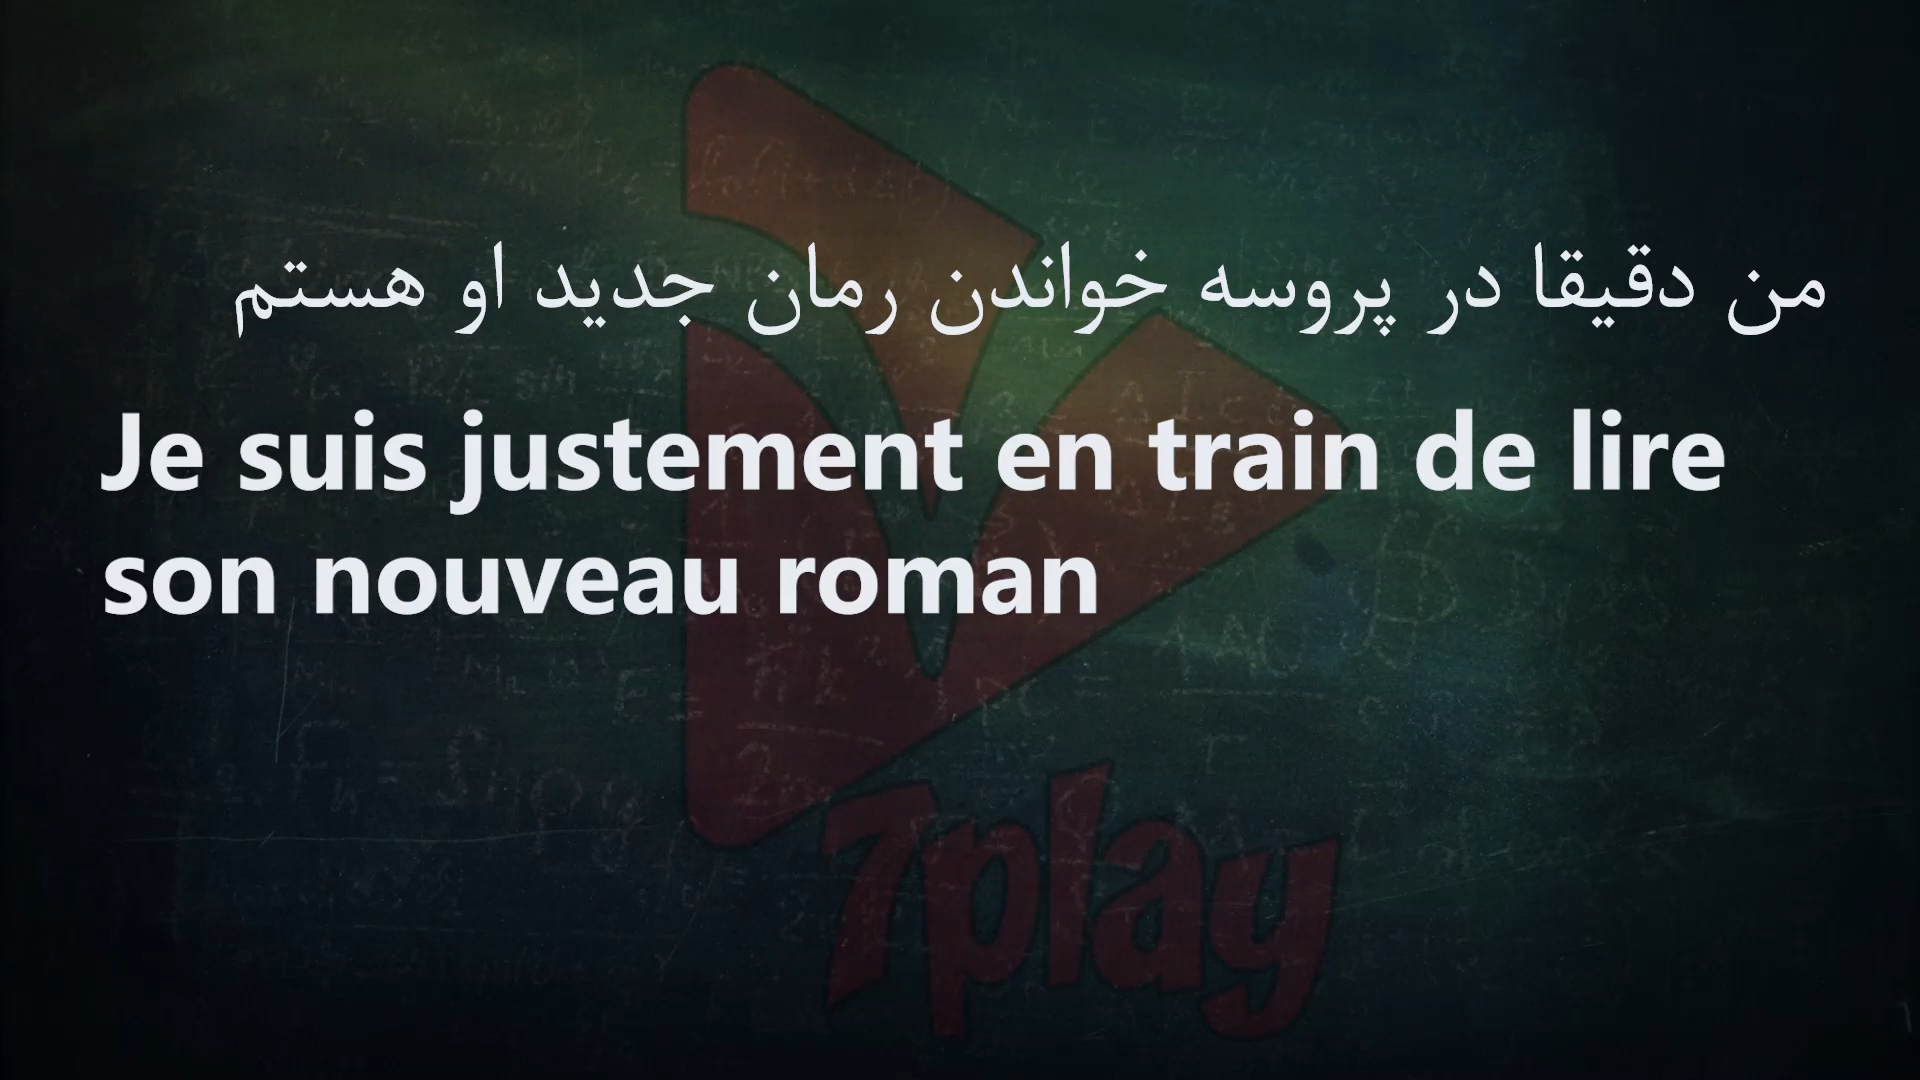 من دقیقا در پروسه خواندن رمان جدید او هستم
Je suis justement en train de lire
son nouveau roman
7play